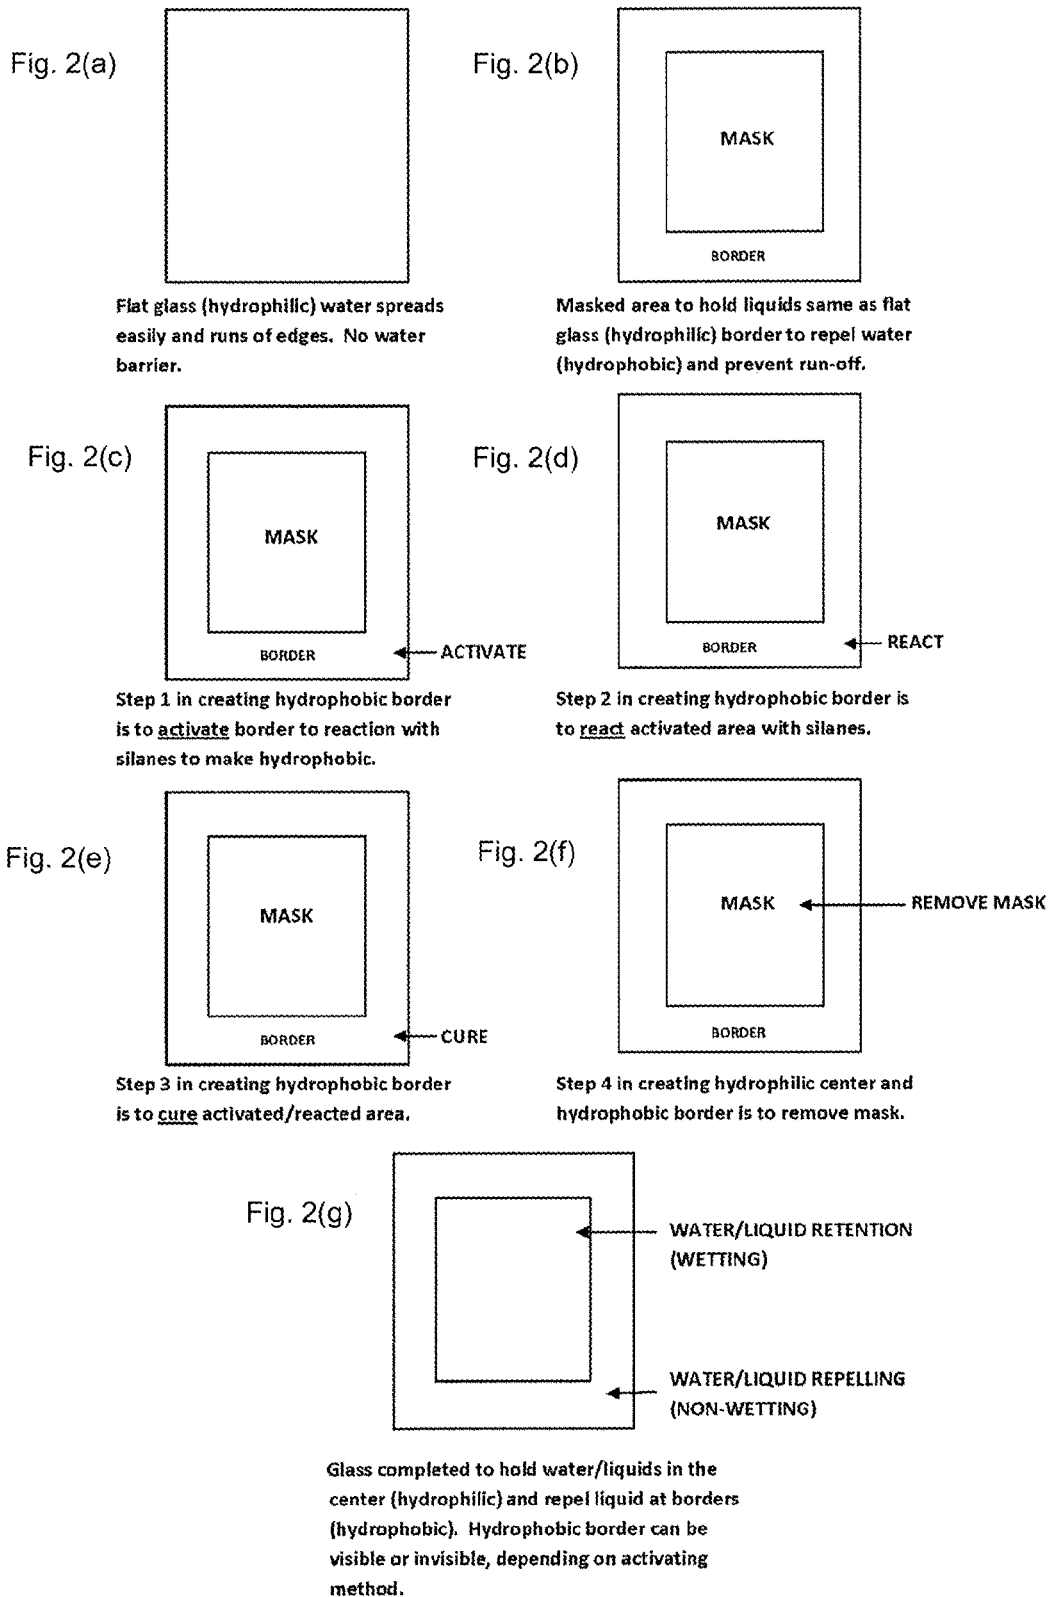 Fig. 2(a)
Flat glass (hydrophilic) water spreads
easily and runs of edges. No water
barrier.
Fig. 2(b)
MASK
BORDER
Masked area to hold liquids same as flat
glass (hydrophilic) border to repel water
(hydrophobic) and prevent run-off.
Fig. 2(c)
MASK
BORDER
ACTIVATE
Step 1 in creating hydrophobic border
is to activate border to reaction with
silanes to make hydrophobic.
Fig. 2(d)
MASK
BORDER
REACT
Step 2 in creating hydrophobic border is
to react activated area with silanes.
Fig. 2(e)
MASK
BORDER
CURE
Step 3 in creating hydrophobic border
is to cure activated/reacted area.
Fig. 2(f)
MASK
REMOVE MASK
BORDER
Step 4 in creating hydrophilic center and
hydrophobic border is to remove mask.
Fig. 2(g)
WATER/LIQUID RETENTION
(WETTING)
WATER/LIQUID REPELLING
(NON-WETTING)
Glass completed to hold water/liquids in the
center (hydrophilic) and repel liquid at borders
(hydrophobic). Hydrophobic border can be
visible or invisible, depending on activating
method.